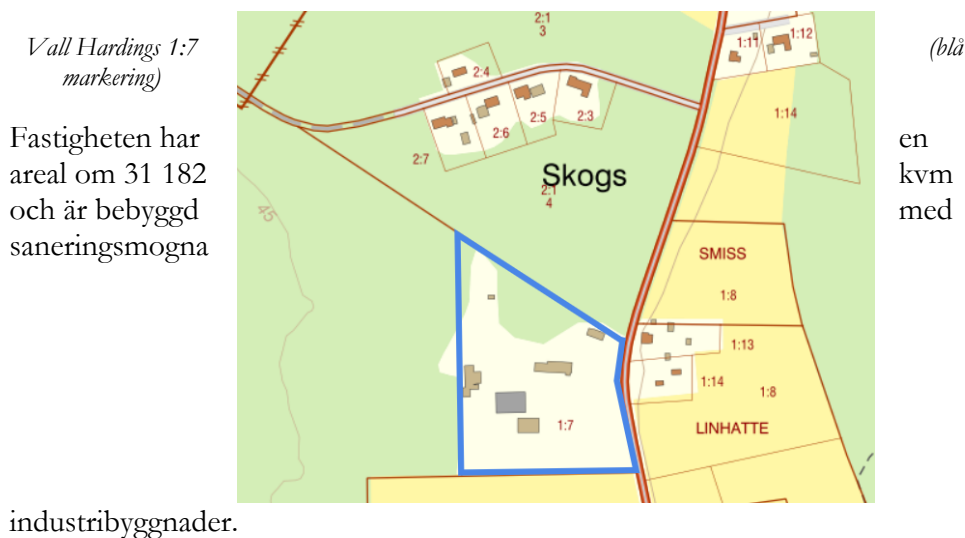 Vall Hardings 1:7 (blå
markering)
Fastigheten har en
areal om 31 182 kvm
och är bebyggd med
saneringsmogna
industribyggnader.
2:1
3
1:11
1:12
2:4
2:5
2:3
2:6
2:7
1:14
Skogs
2:1
4
45
SMISS
1:8
1:13
1:14
1:8
LINHATTE
1:7